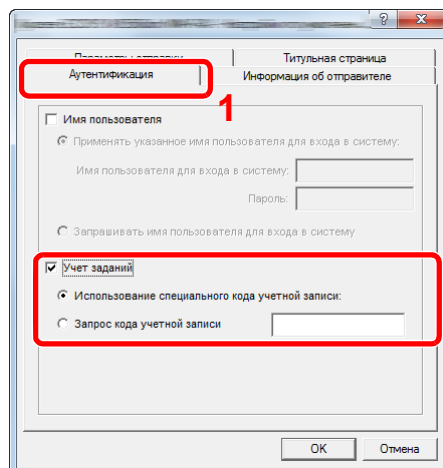 Параметры отправки Титульная страница
Аутентификация Информация об отправителе
1
Имя пользователя
Применять указанное имя пользователя для входа в систему:
Имя пользователя для входа в систему:
Пароль:
Запрашивать имя пользователя для входа в систему
Учет заданий
Использование специального кода учетной записи:
Запрос кода учетной записи
OK Отмена